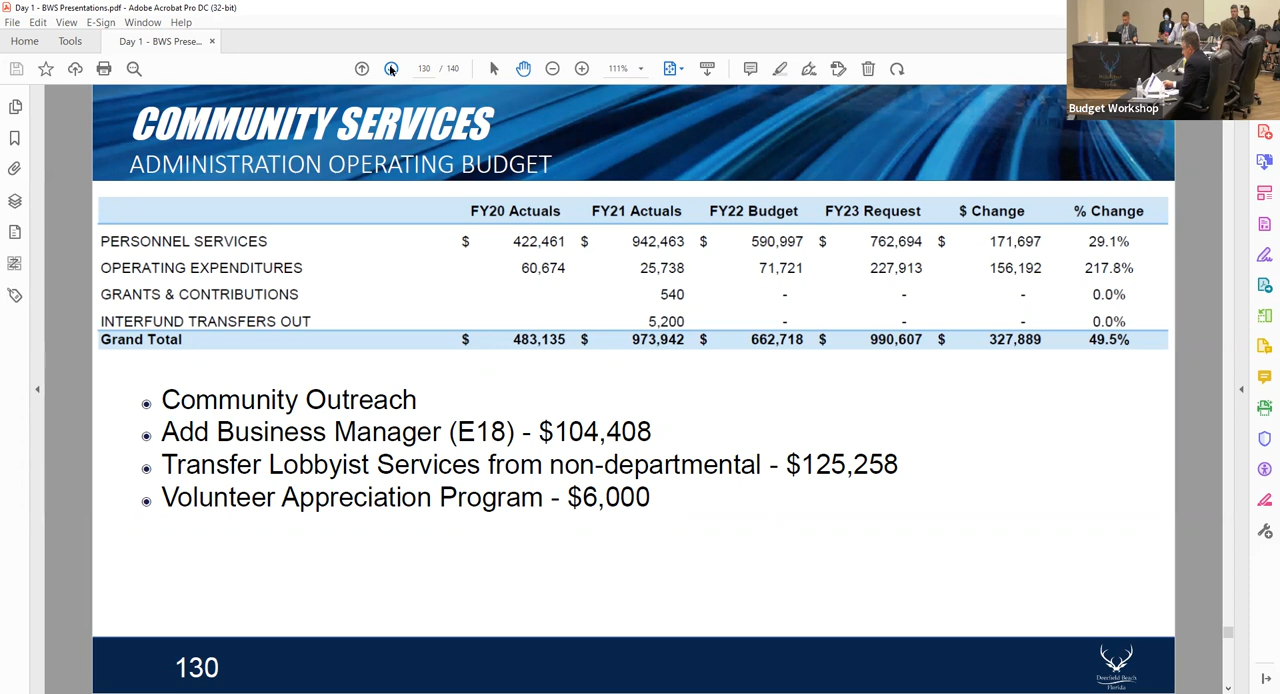 Day 1 - BWS Presentations.pdf - Adobe Acrobat Pro DC (32-bit)
File Edit View E-Sign Window Help
Home Tools Day 1 - BWS Prese... ×
130 / 140 111%
Budget Workshop
COMMUNITY SERVICES
ADMINISTRATION OPERATING BUDGET
FY20 Actuals FY21 Actuals FY22 Budget FY23 Request $ Change % Change
PERSONNEL SERVICES $ 422,461 $ 942,463 $ 590,997 $ 762,694 $ 171,697 29.1%
OPERATING EXPENDITURES 60,674 25,738 71,721 227,913 156,192 217.8%
GRANTS & CONTRIBUTIONS 540 - - - 0.0%
INTERFUND TRANSFERS OUT 5,200 - - - 0.0%
Grand Total $ 483,135 $ 973,942 $ 662,718 $ 990,607 $ 327,889 49.5%
Community Outreach
Add Business Manager (E18) - $104,408
Transfer Lobbyist Services from non-departmental - $125,258
Volunteer Appreciation Program - $6,000
130
Deerfield Beach
Florida